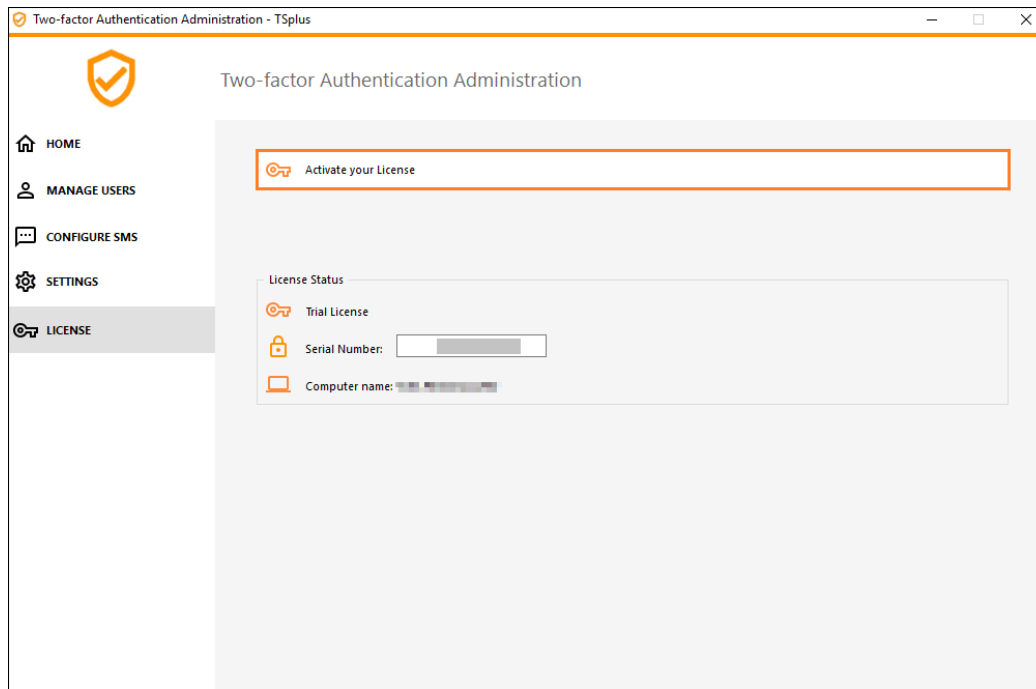 Two-factor Authentication Administration - TSplus
Two-factor Authentication Administration
HOME
MANAGE USERS
CONFIGURE SMS
SETTINGS
LICENSE
Activate your License
License Status
Trial License
Serial Number:
Computer name: